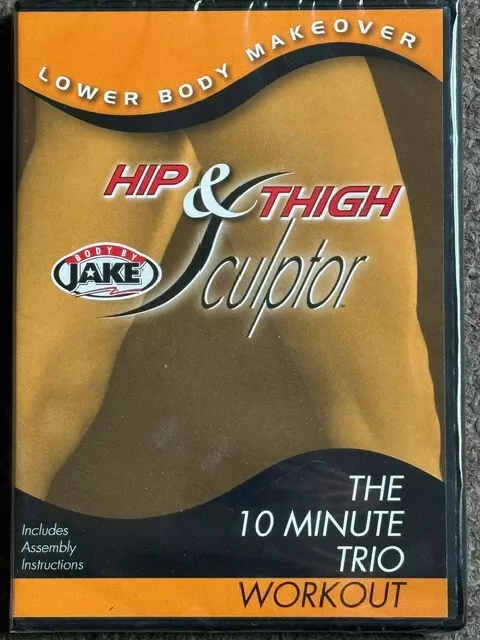 LOWER BODY MAKEOVER
HIP & THIGH
Sculptor
BODY BY
JAKE
THE
10 MINUTE
TRIO
WORKOUT
Includes
Assembly
Instructions